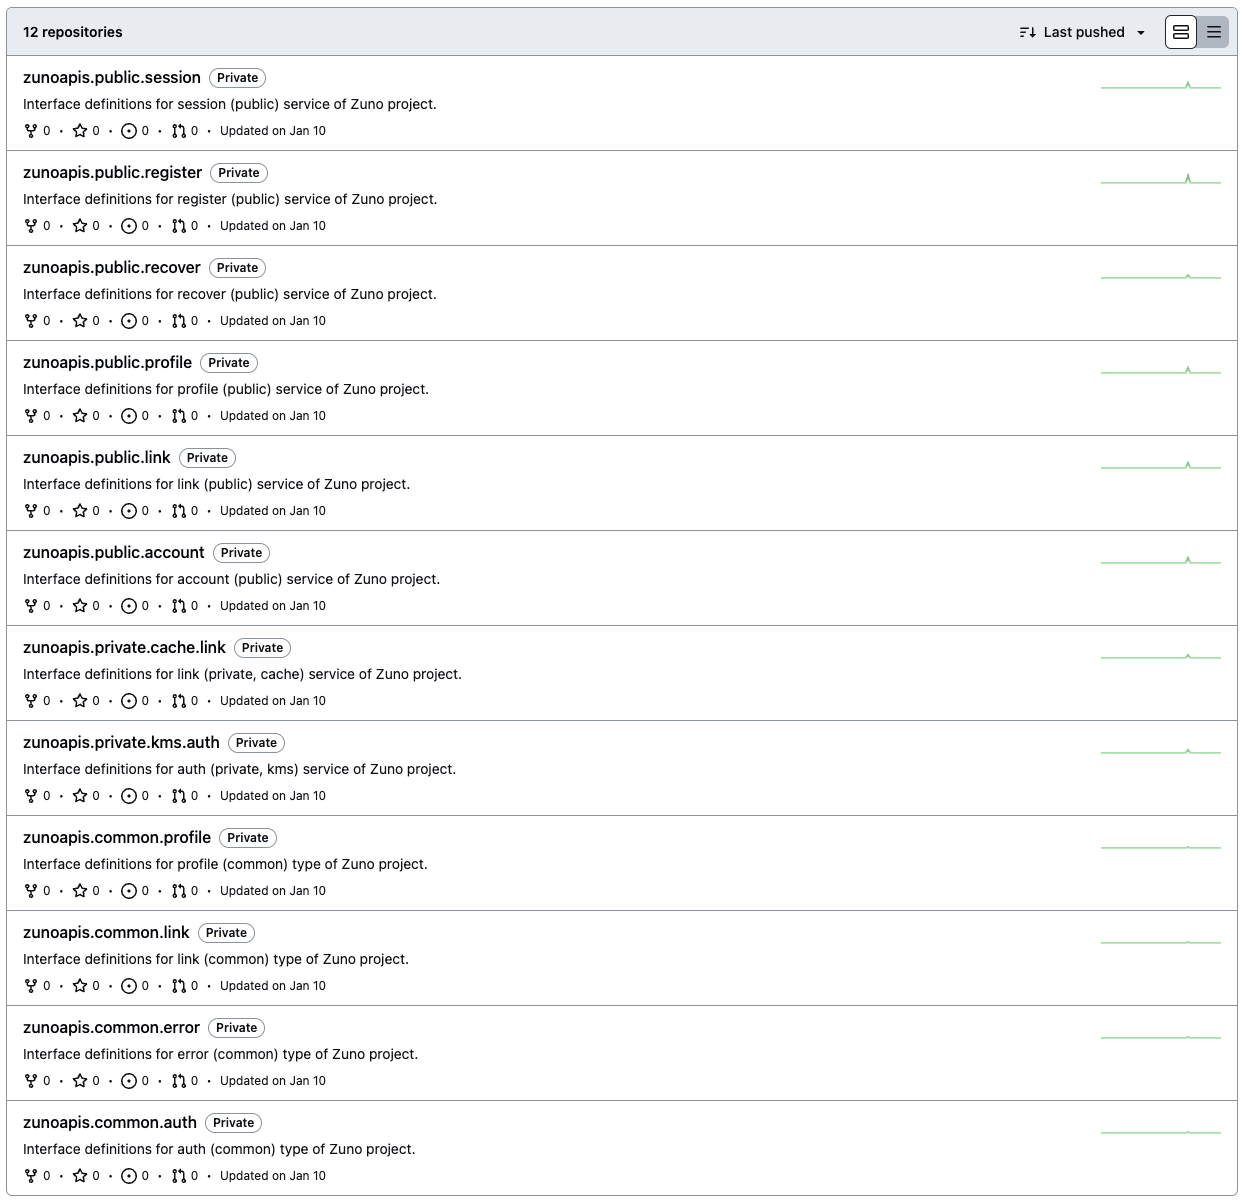 12 repositories
Last pushed
zunoapis.public.session Private
Interface definitions for session (public) service of Zuno project.
0 · 0 · 0 · 0 · Updated on Jan 10
zunoapis.public.register Private
Interface definitions for register (public) service of Zuno project.
0 · 0 · 0 · 0 · Updated on Jan 10
zunoapis.public.recover Private
Interface definitions for recover (public) service of Zuno project.
0 · 0 · 0 · 0 · Updated on Jan 10
zunoapis.public.profile Private
Interface definitions for profile (public) service of Zuno project.
0 · 0 · 0 · 0 · Updated on Jan 10
zunoapis.public.link Private
Interface definitions for link (public) service of Zuno project.
0 · 0 · 0 · 0 · Updated on Jan 10
zunoapis.public.account Private
Interface definitions for account (public) service of Zuno project.
0 · 0 · 0 · 0 · Updated on Jan 10
zunoapis.private.cache.link Private
Interface definitions for link (private, cache) service of Zuno project.
0 · 0 · 0 · 0 · Updated on Jan 10
zunoapis.private.kms.auth Private
Interface definitions for auth (private, kms) service of Zuno project.
0 · 0 · 0 · 0 · Updated on Jan 10
zunoapis.common.profile Private
Interface definitions for profile (common) type of Zuno project.
0 · 0 · 0 · 0 · Updated on Jan 10
zunoapis.common.link Private
Interface definitions for link (common) type of Zuno project.
0 · 0 · 0 · 0 · Updated on Jan 10
zunoapis.common.error Private
Interface definitions for error (common) type of Zuno project.
0 · 0 · 0 · 0 · Updated on Jan 10
zunoapis.common.auth Private
Interface definitions for auth (common) type of Zuno project.
0 · 0 · 0 · 0 · Updated on Jan 10